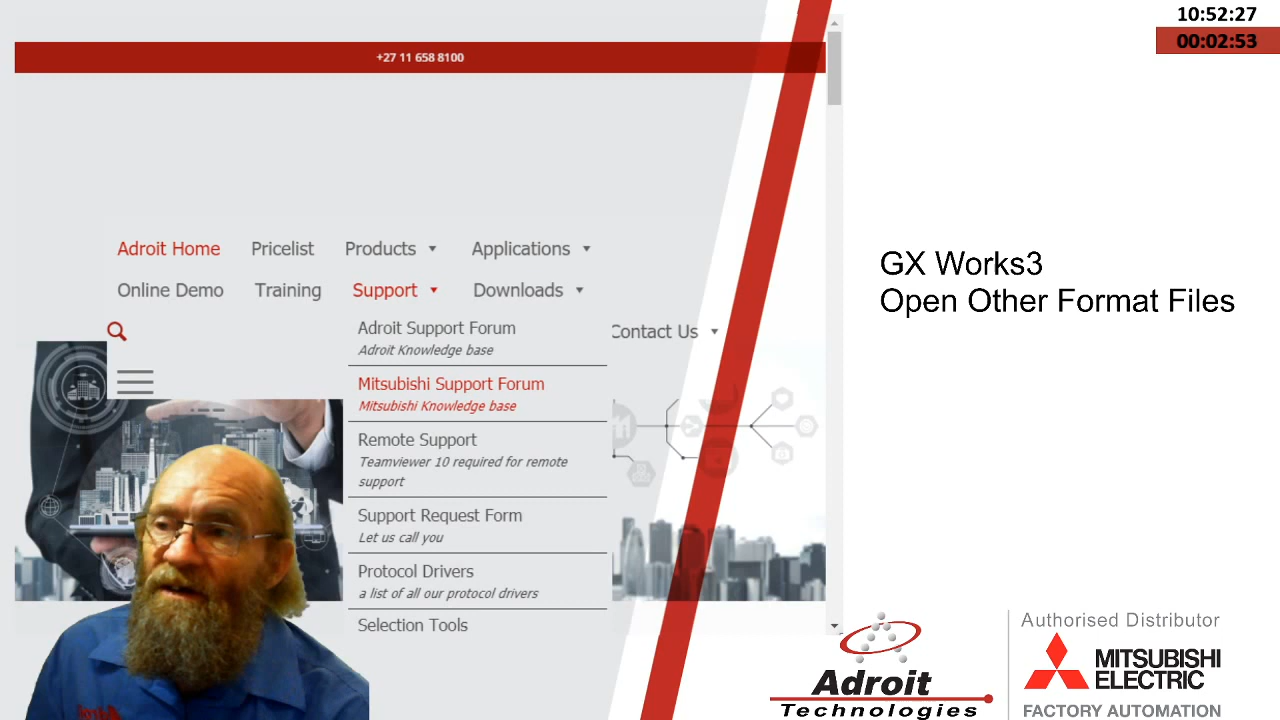 10:52:27
00:02:53
+27 11 658 8100
Adroit Home Pricelist Products Applications
Online Demo Training Support Downloads
Contact Us
Adroit Support Forum
Adroit Knowledge base
Mitsubishi Support Forum
Mitsubishi Knowledge base
Remote Support
Teamviewer 10 required for remote
support
Support Request Form
Let us call you
Protocol Drivers
a list of all our protocol drivers
Selection Tools
GX Works3
Open Other Format Files
Adroit
Technologies
Authorised Distributor
MITSUBISHI
ELECTRIC
FACTORY AUTOMATION